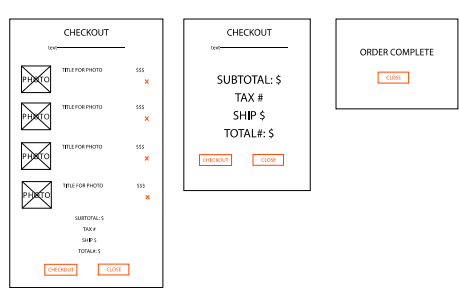 CHECKOUT
text
PHOTO TITLE FOR PHOTO $$$
x
PHOTO TITLE FOR PHOTO $$$
x
PHOTO TITLE FOR PHOTO $$$
x
PHOTO TITLE FOR PHOTO $$$
x
SUBTOTAL: $
TAX #
SHIP $
TOTAL#: $
CHECKOUT CLOSE
CHECKOUT
text
SUBTOTAL: $
TAX #
SHIP $
TOTAL#: $
CHECKOUT CLOSE
ORDER COMPLETE
CLOSE